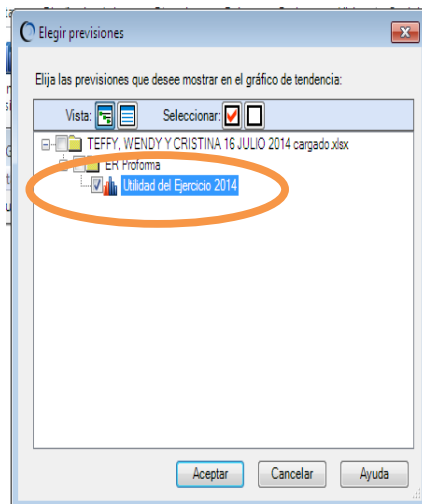 Elegir previsiones
Elija las previsiones que desee mostrar en el gráfico de tendencia:
Vista: Seleccionar:
TEFFY, WENDY Y CRISTINA 16 JULIO 2014 cargado.xlsx
ER Proforma
Utilidad del Ejercicio 2014
Aceptar Cancelar Ayuda